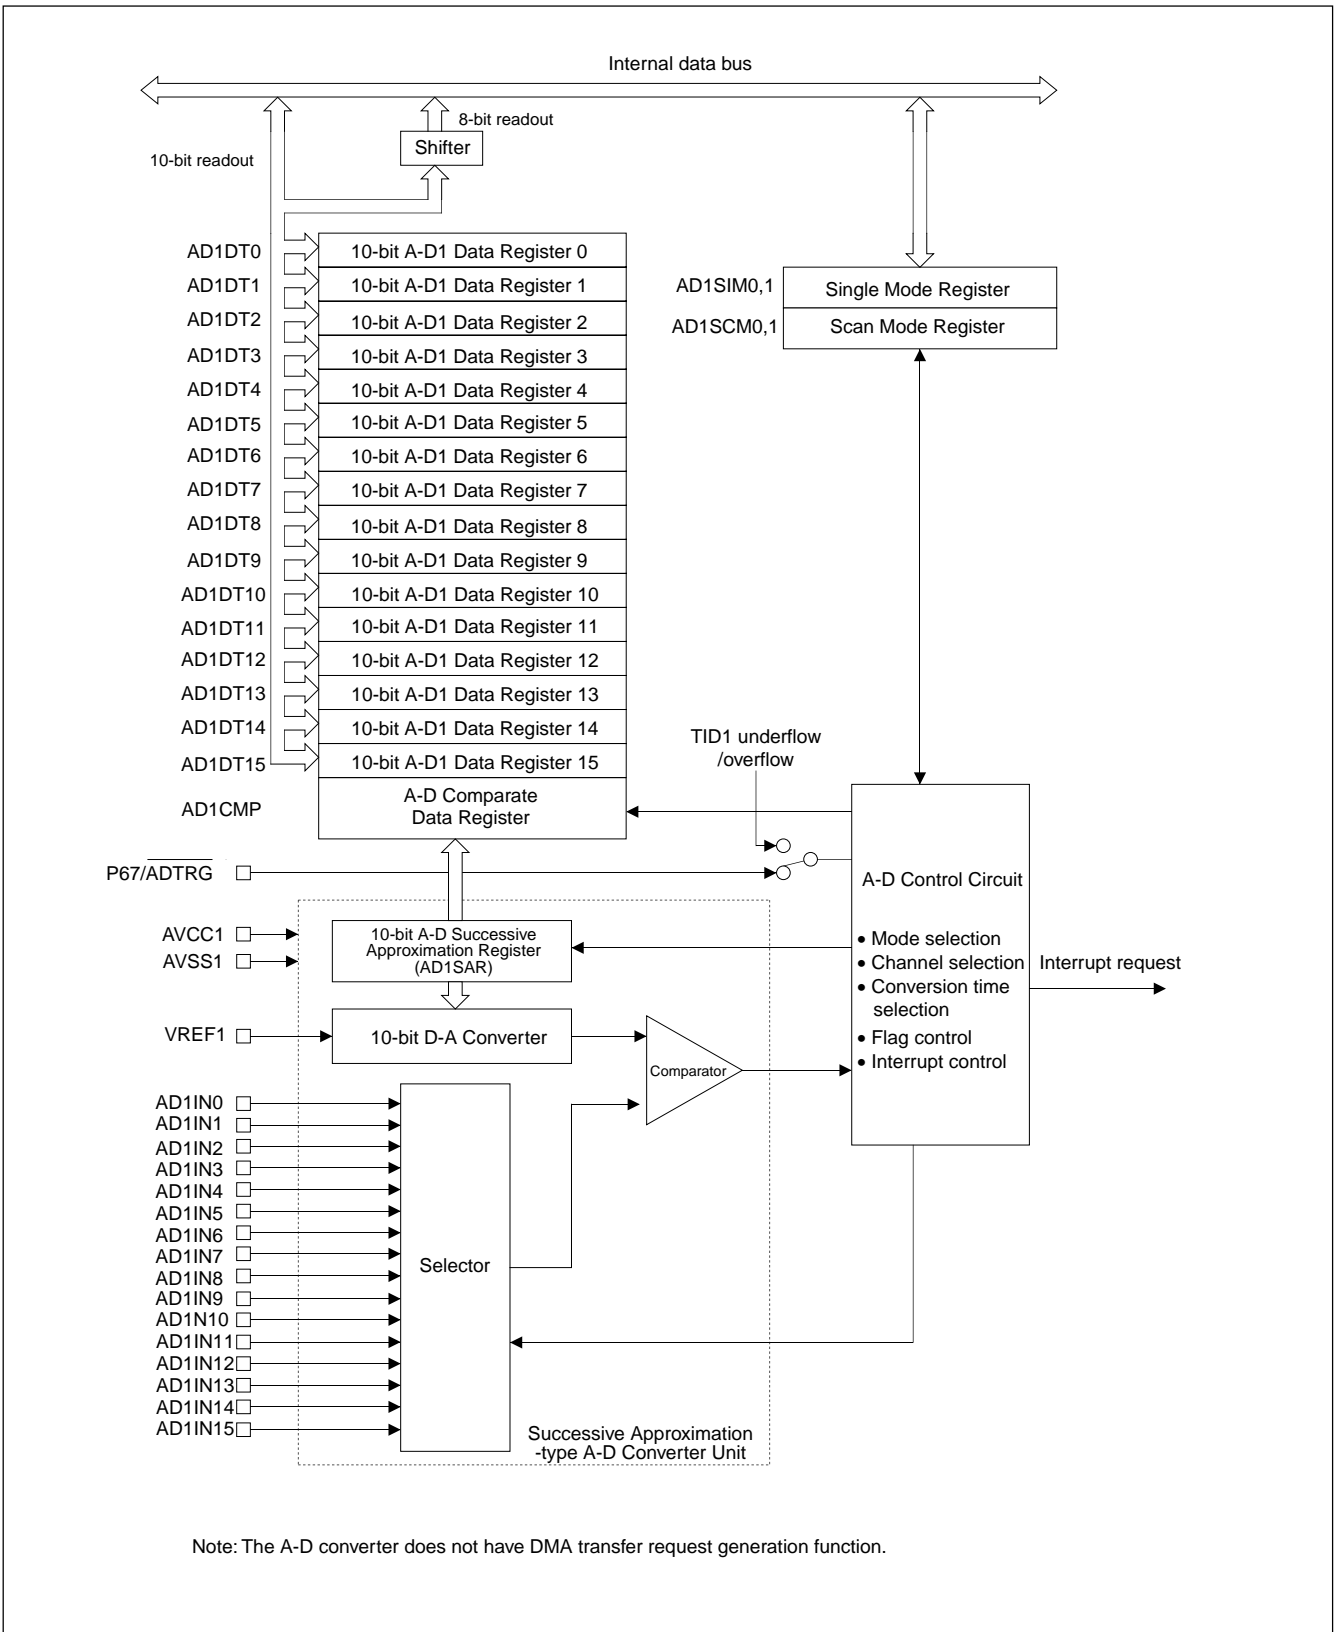 Internal data bus
8-bit readout
Shifter
10-bit readout
AD1DT0
10-bit A-D1 Data Register 0
AD1DT1
10-bit A-D1 Data Register 1
AD1DT2
10-bit A-D1 Data Register 2
AD1DT3
10-bit A-D1 Data Register 3
AD1DT4
10-bit A-D1 Data Register 4
AD1DT5
10-bit A-D1 Data Register 5
AD1DT6
10-bit A-D1 Data Register 6
AD1DT7
10-bit A-D1 Data Register 7
AD1DT8
10-bit A-D1 Data Register 8
AD1DT9
10-bit A-D1 Data Register 9
AD1DT10
10-bit A-D1 Data Register 10
AD1DT11
10-bit A-D1 Data Register 11
AD1DT12
10-bit A-D1 Data Register 12
AD1DT13
10-bit A-D1 Data Register 13
AD1DT14
10-bit A-D1 Data Register 14
AD1DT15
10-bit A-D1 Data Register 15
AD1CMP
A-D Comparate
Data Register
AD1SIM0,1
Single Mode Register
AD1SCM0,1
Scan Mode Register
TID1 underflow
/overflow
P67/ADTRG
A-D Control Circuit
• Mode selection
• Channel selection
• Conversion time
selection
• Flag control
• Interrupt control
Interrupt request
AVCC1
AVSS1
10-bit A-D Successive
Approximation Register
(AD1SAR)
VREF1
10-bit D-A Converter
Comparator
AD1IN0
AD1IN1
AD1IN2
AD1IN3
AD1IN4
AD1IN5
AD1IN6
AD1IN7
AD1IN8
AD1IN9
AD1N10
AD1IN11
AD1IN12
AD1IN13
AD1IN14
AD1IN15
Selector
Successive Approximation
-type A-D Converter Unit
Note: The A-D converter does not have DMA transfer request generation function.